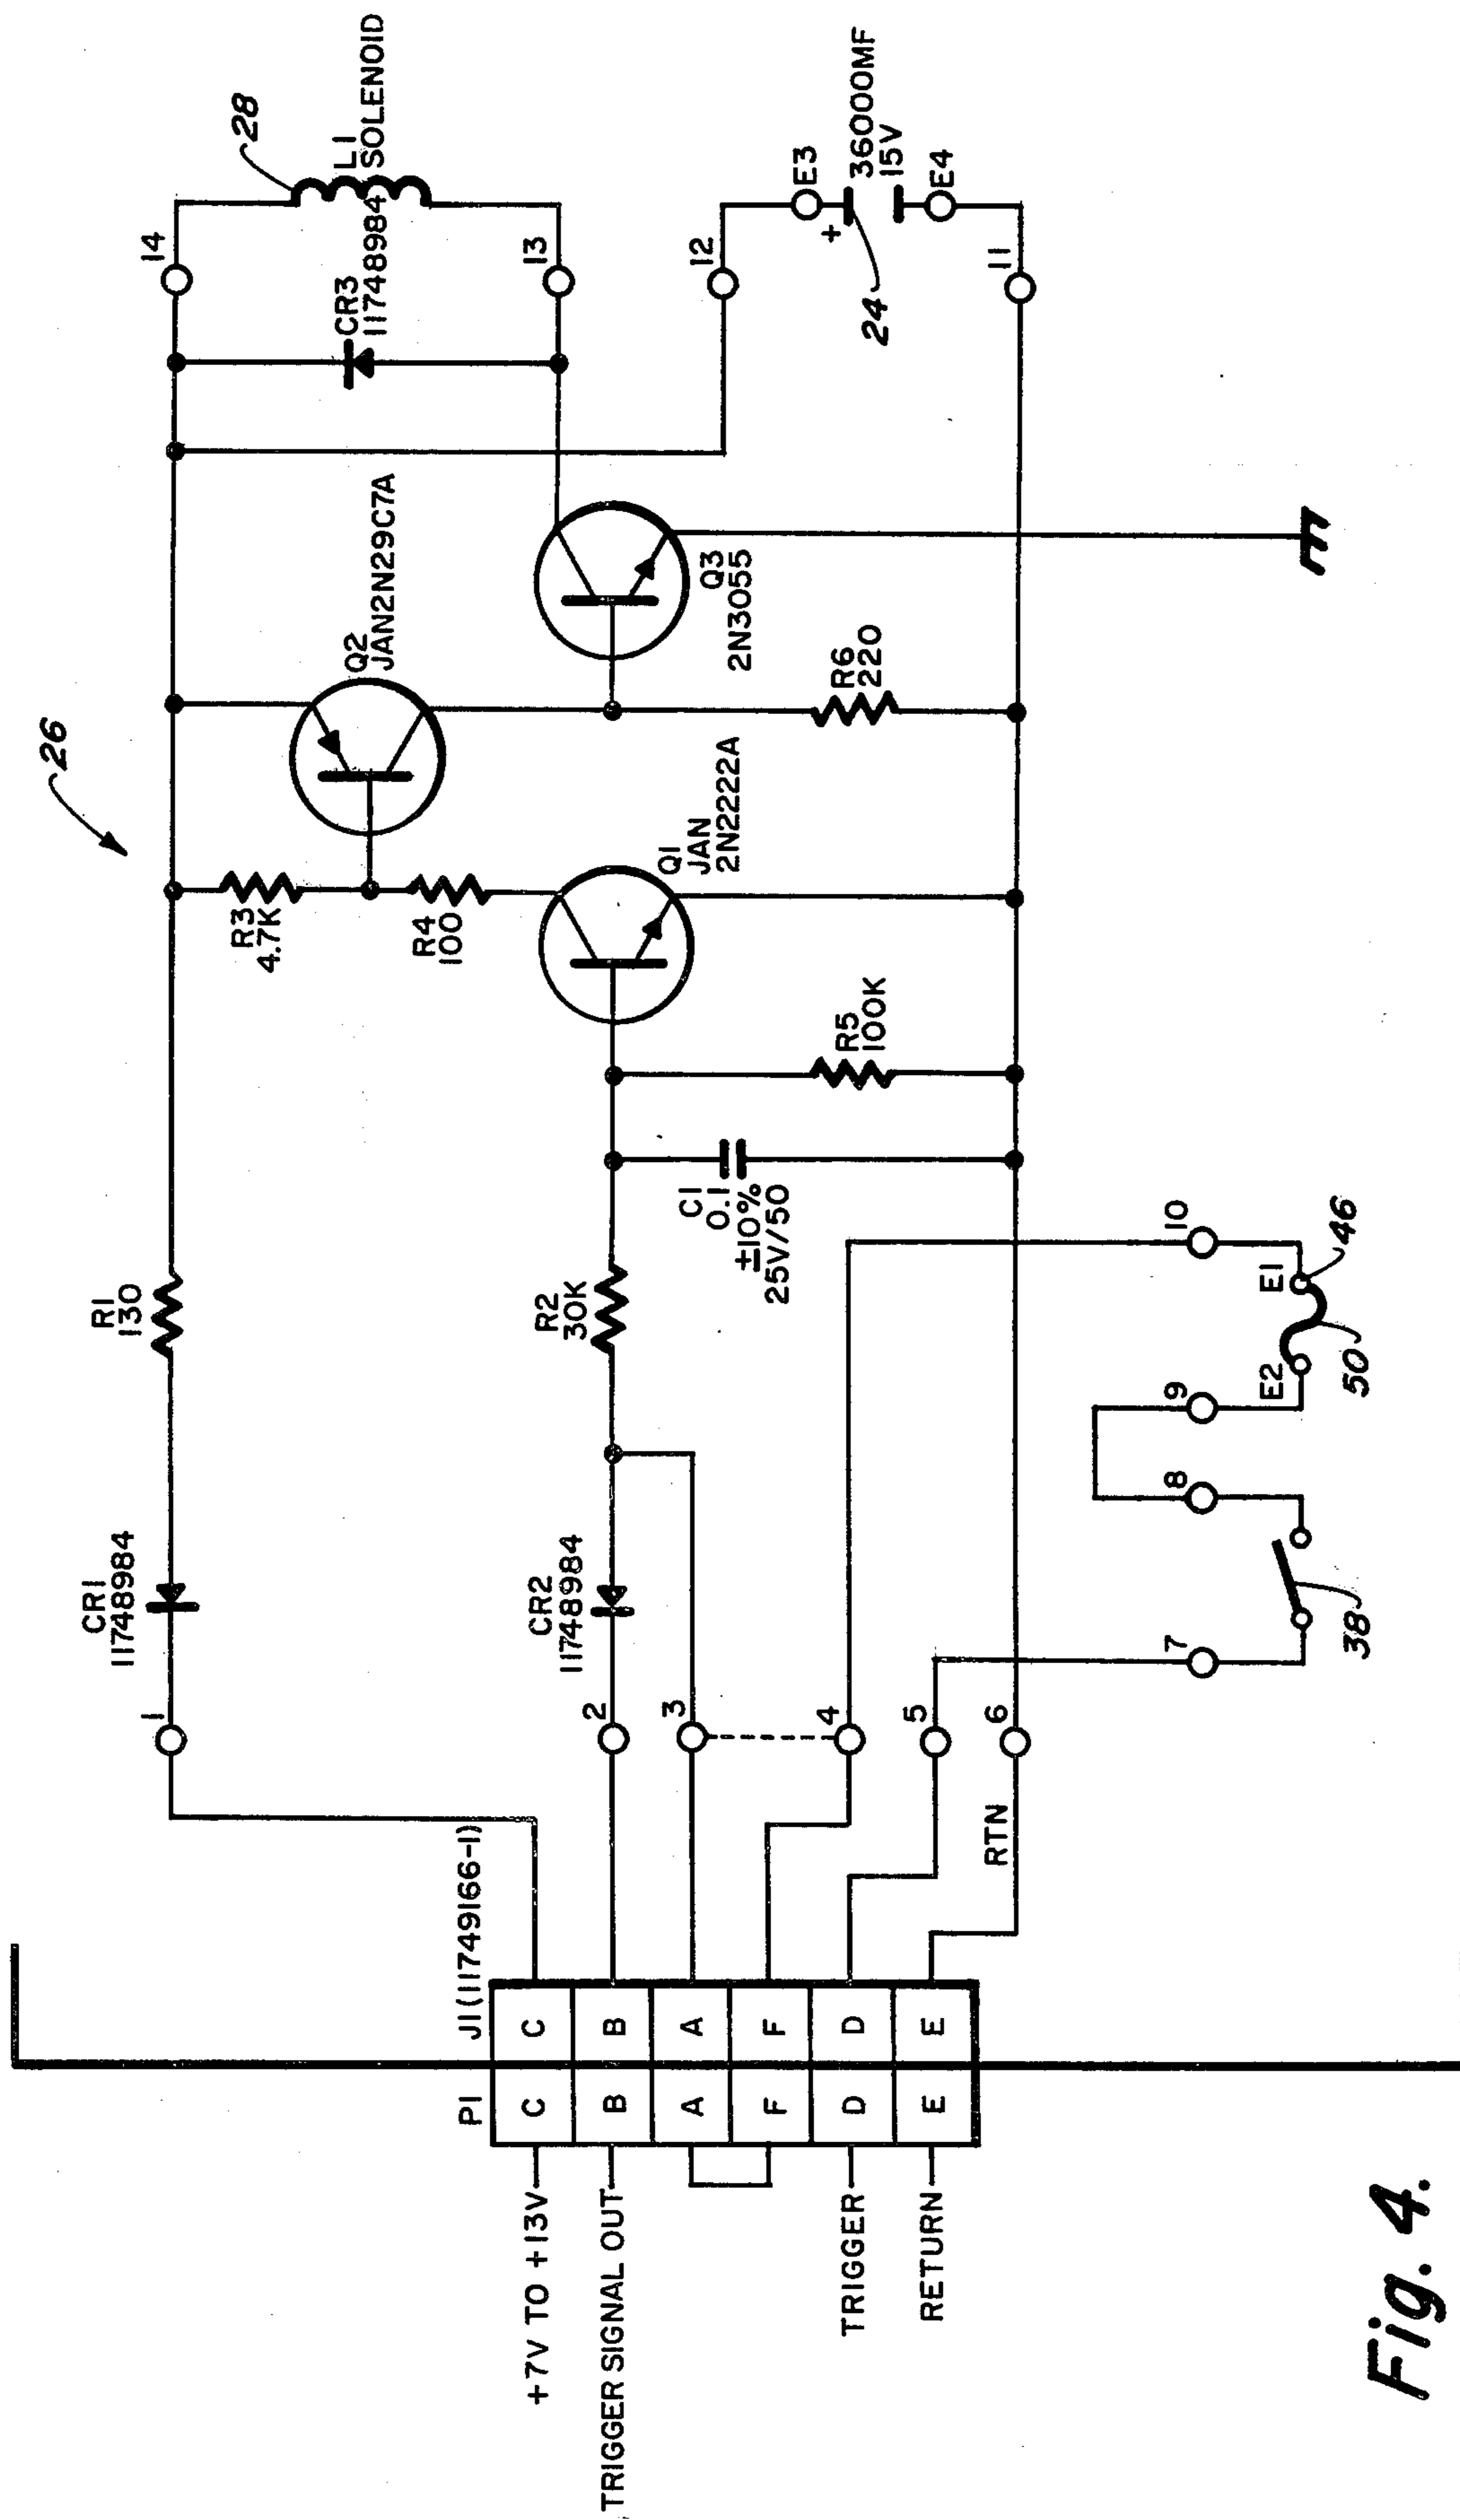 26
28
14
CR3
11748984
L1
SOLENOID
13
12
E3
+
36000MF
15V
E4
24
11
Q2
JAN2N29C7A
Q3
2N3055
R6
220
R3
4.7K
R4
100
Q1
JAN
2N2222A
R5
100K
C1
0.1
±10%
25V/50
R1
130
R2
30K
CR1
11748984
CR2
11748984
1
2
3
4
5
6
RTN
7
8
9
10
E2
E1
38
50
46
P1
J1(11749166-1)
C C
B B
A A
F F
D D
E E
+7V TO +13V
TRIGGER SIGNAL OUT
TRIGGER
RETURN
Fig. 4.